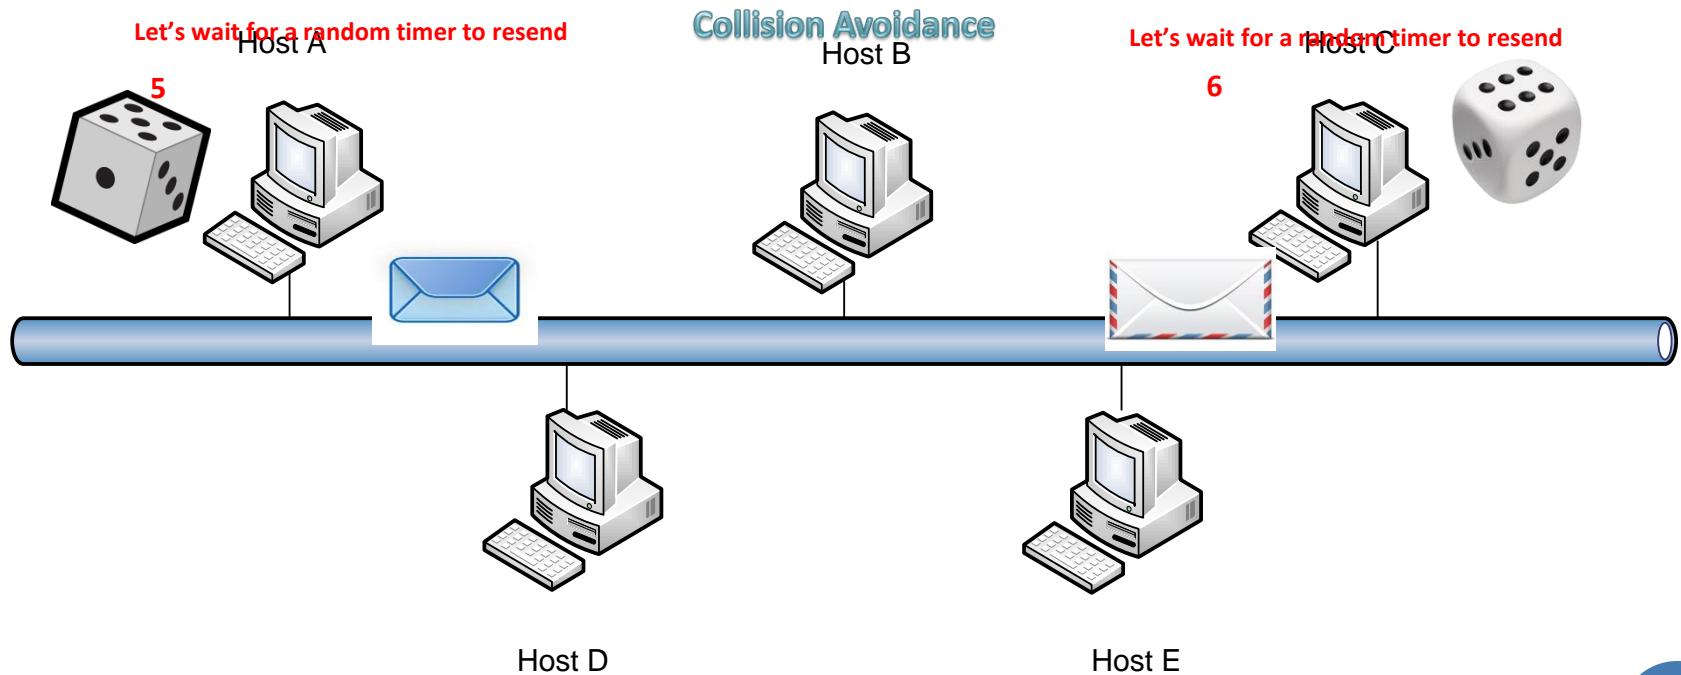 Collision Avoidance
Let’s wait for a random timer to resend
Host A
5
Host B
Let’s wait for a random timer to resend
Host C
6
Host D
Host E